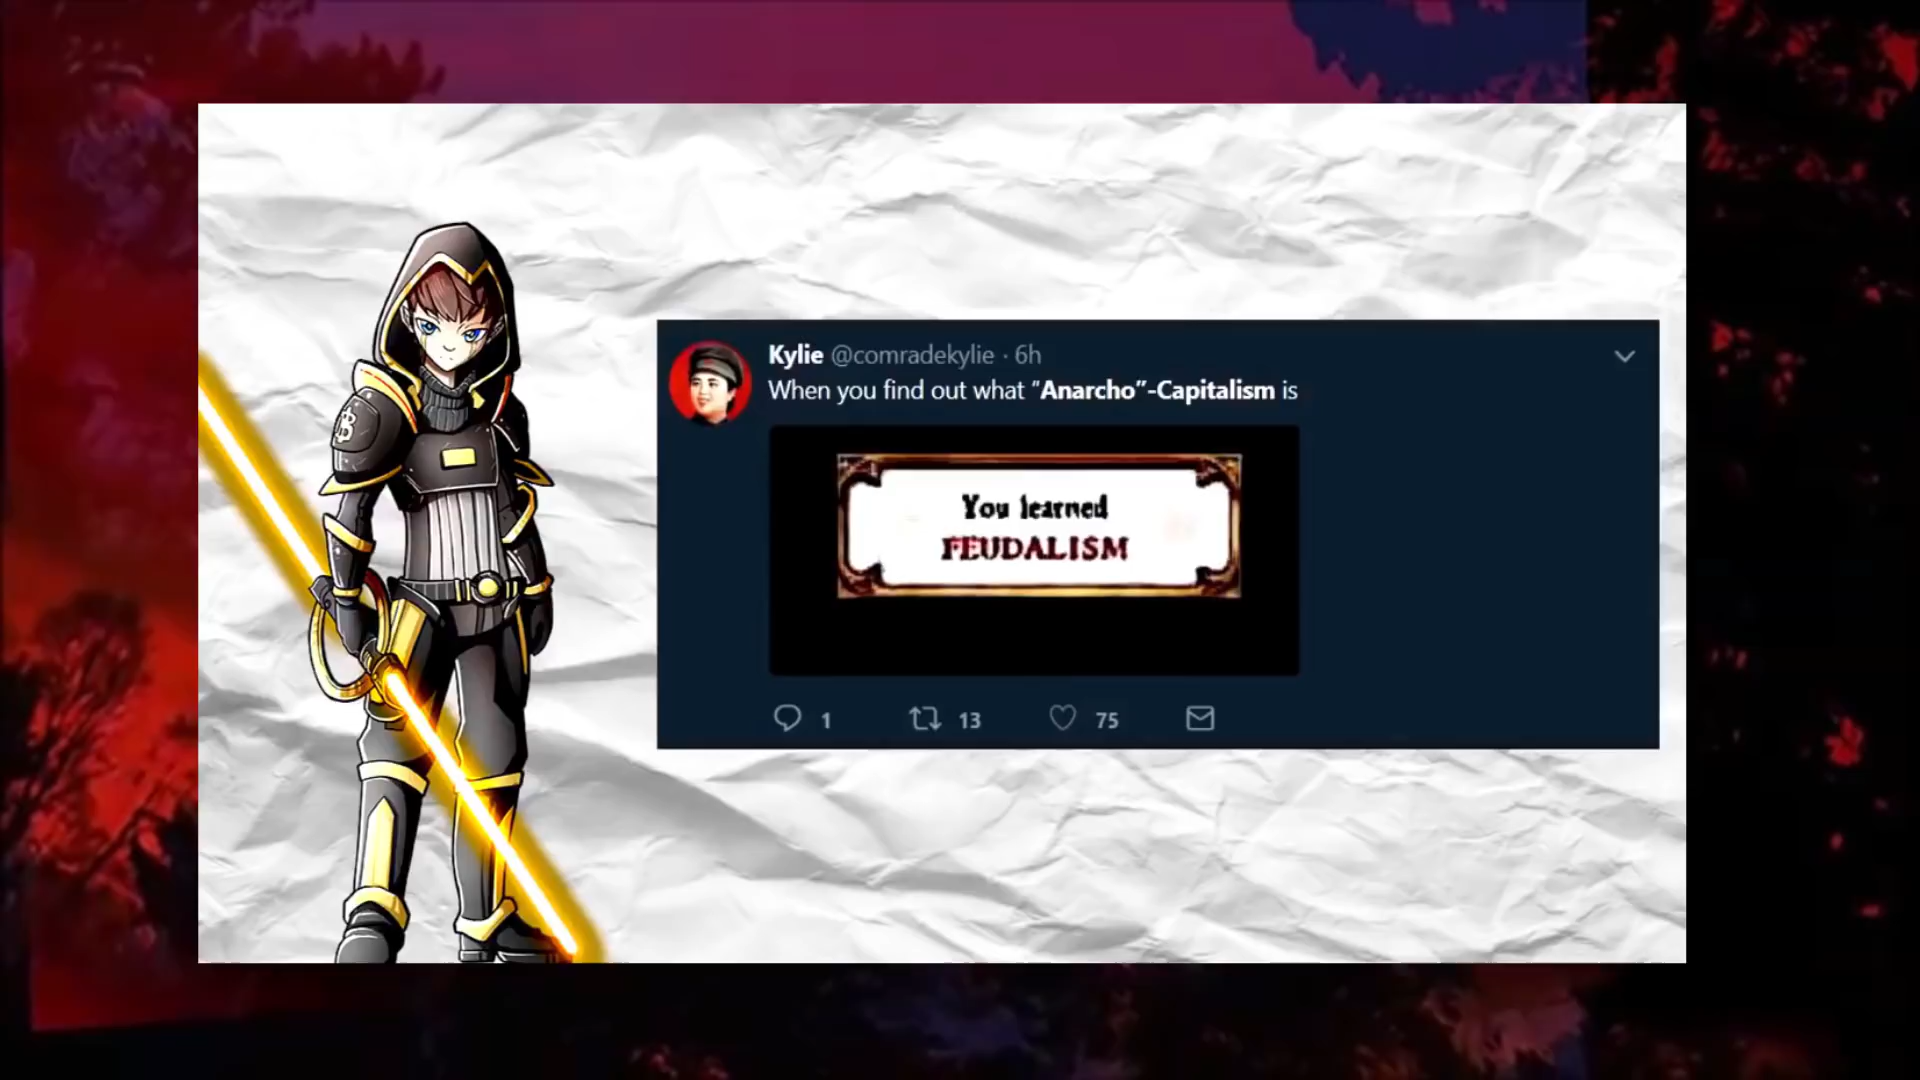 Kylie @comradekylie · 6h
When you find out what “Anarcho”-Capitalism is
You learned
FEUDALISM
1 13 75